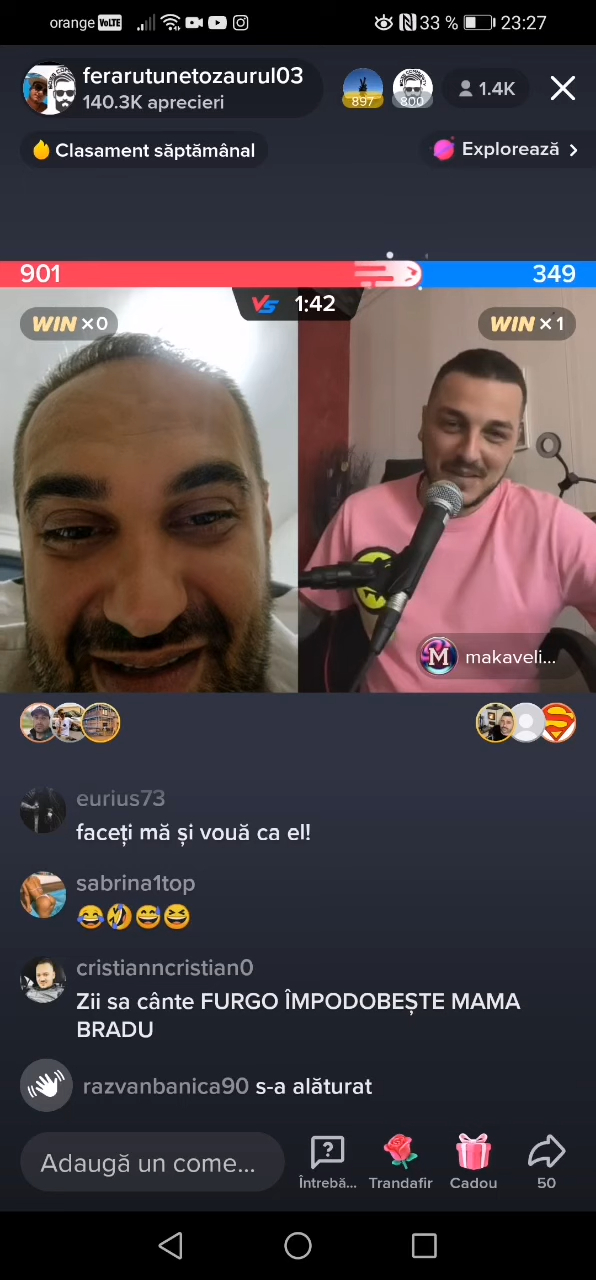 orange VoLTE 33 % 23:27
ferarutunetozaurul03
140.3K aprecieri
897
800
1.4K
Clasament săptămânal
Explorează
901
349
VS 1:42
WIN ×0
WIN ×1
M makaveli...
eurius73
faceți mă și vouă ca el!
sabrina1top
cristianncristian0
Zii sa cânte FURGO ÎMPODOBEȘTE MAMA
BRADU
razvanbanica90 s-a alăturat
Adaugă un come...
Întrebă...
Trandafir
Cadou
50